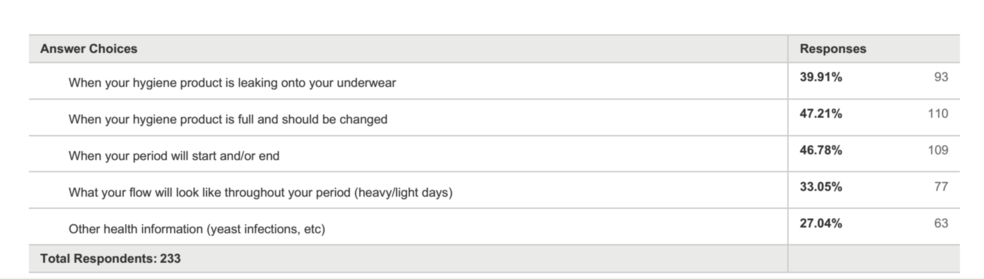 Answer Choices Responses
When your hygiene product is leaking onto your underwear 39.91% 93
When your hygiene product is full and should be changed 47.21% 110
When your period will start and/or end 46.78% 109
What your flow will look like throughout your period (heavy/light days) 33.05% 77
Other health information (yeast infections, etc) 27.04% 63
Total Respondents: 233